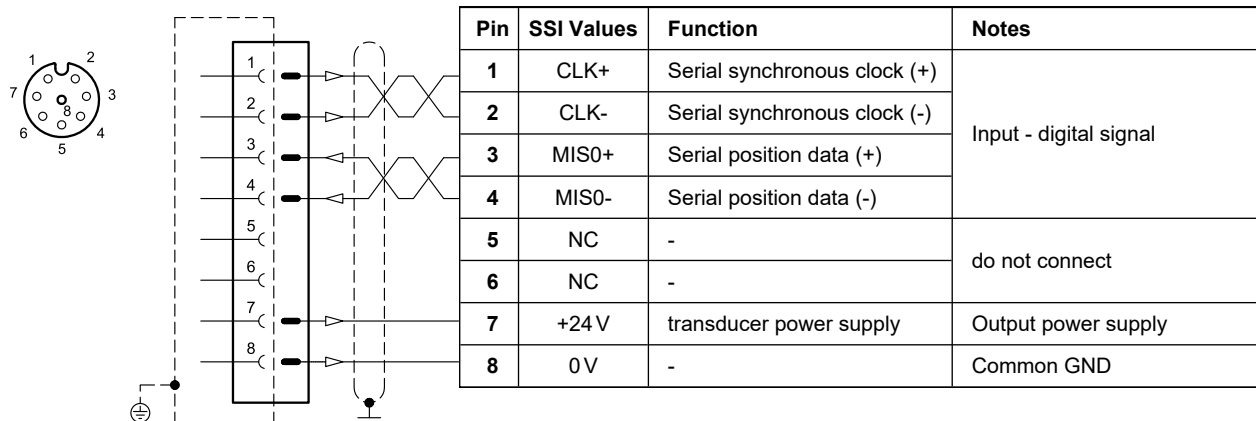 1 2
7 3
8
6 4
5
1
2
3
4
5
6
7
8
Pin SSI Values Function Notes
1 CLK+ Serial synchronous clock (+)
2 CLK- Serial synchronous clock (-)
Input - digital signal
3 MIS0+ Serial position data (+)
4 MIS0- Serial position data (-)
5 NC -
do not connect
6 NC -
7 +24 V transducer power supply Output power supply
8 0 V - Common GND